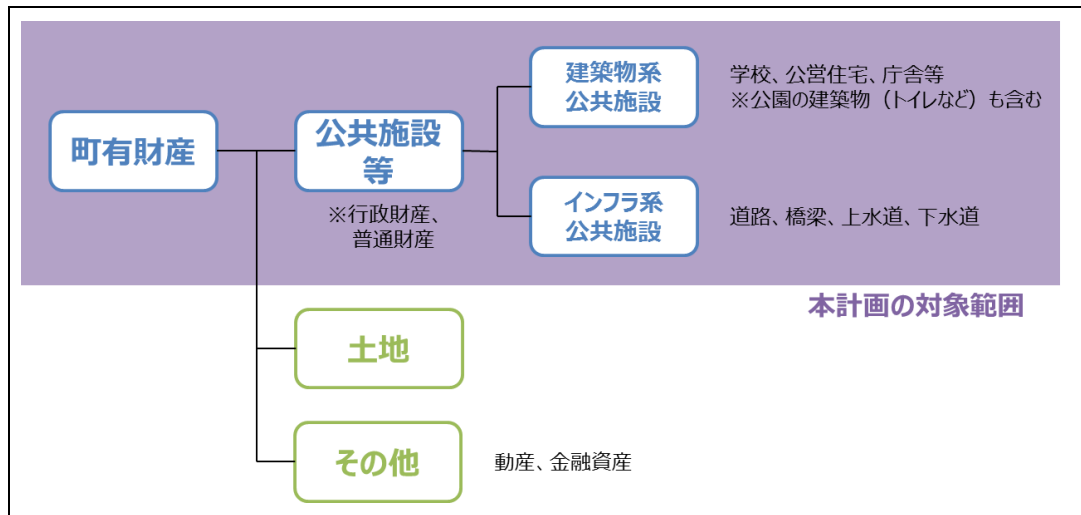 町有財産
公共施設
等
※行政財産、
普通財産
建築物系
公共施設
学校、公営住宅、庁舎等
※公園の建築物（トイレなど）も含む
インフラ系
公共施設
道路、橋梁、上水道、下水道
本計画の対象範囲
土地
その他
動産、金融資産